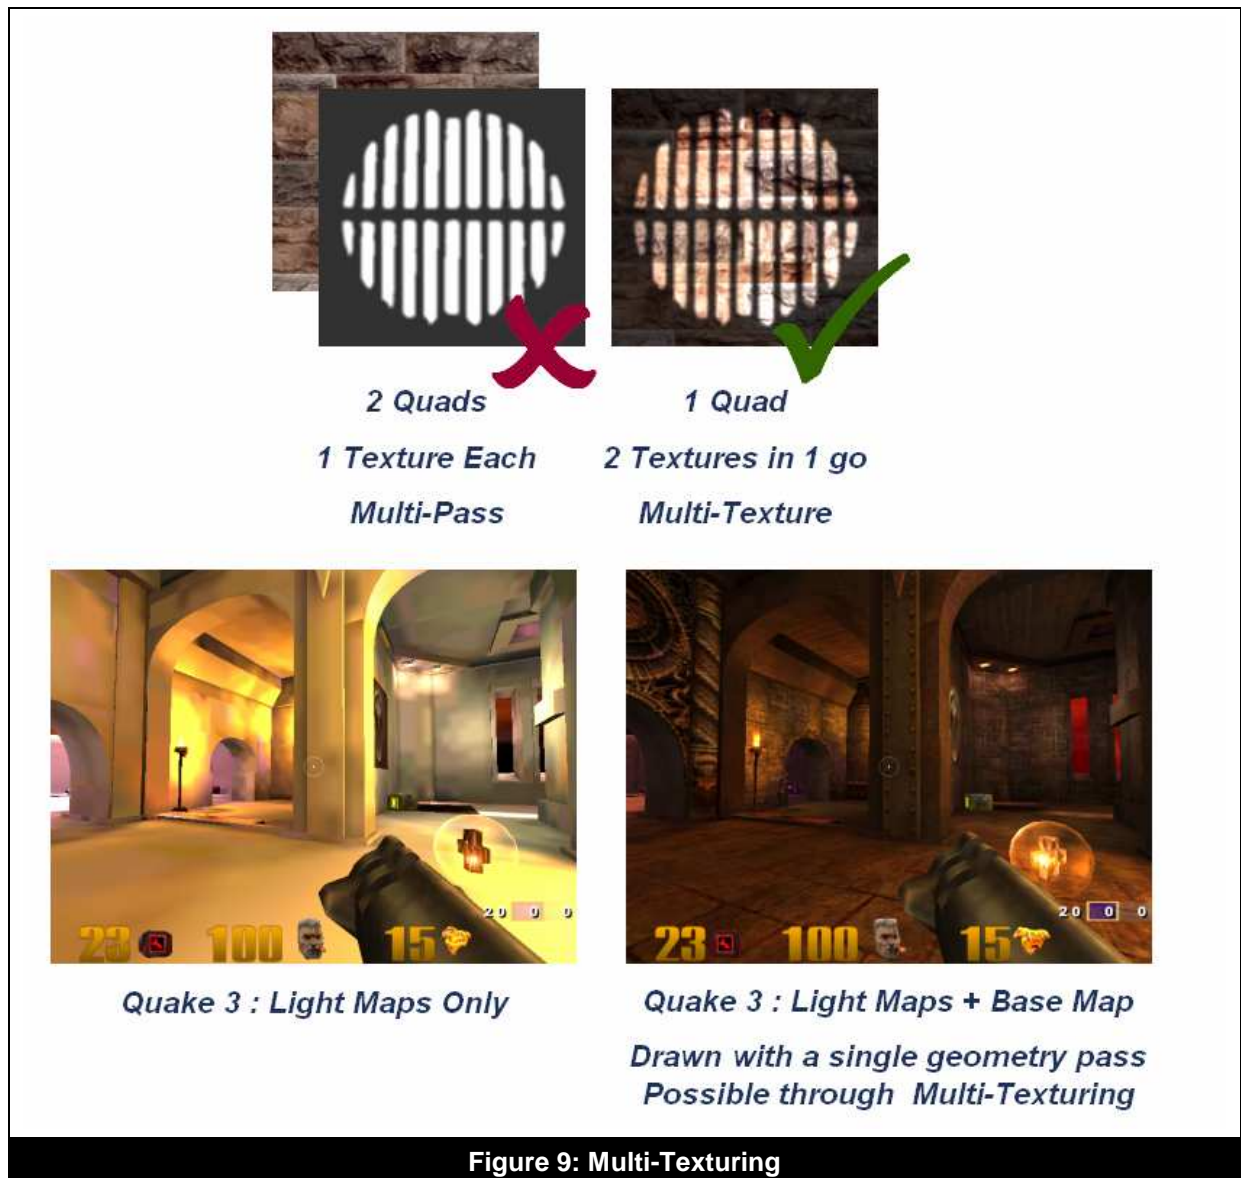 2 Quads
1 Quad
1 Texture Each
2 Textures in 1 go
Multi-Pass
Multi-Texture
23 100 15
20 0 0
23 100 15
20 0 0
Quake 3 : Light Maps Only
Quake 3 : Light Maps + Base Map
Drawn with a single geometry pass
Possible through Multi-Texturing
Figure 9: Multi-Texturing